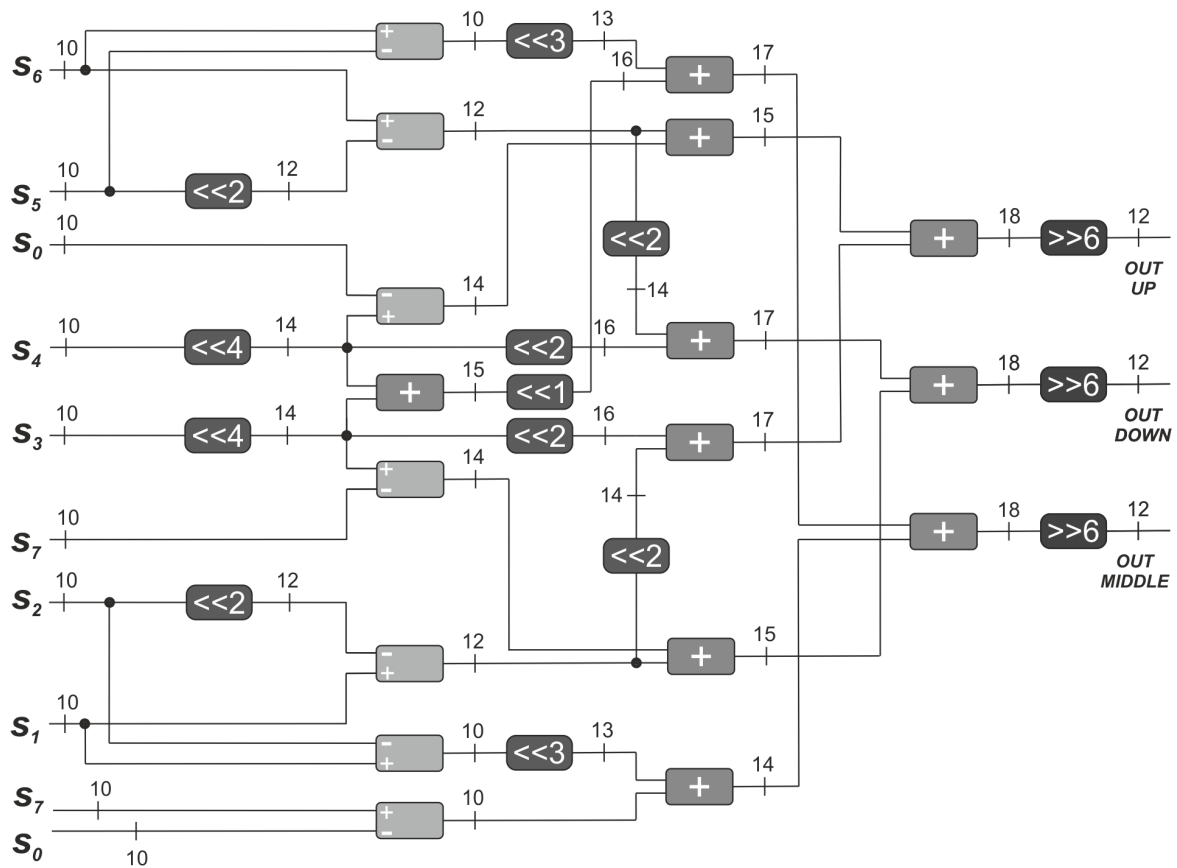 10 13
+
10 - <<3 17
S6 16 +
12 15
+
- +
10 12
S5 <<2
10
S0 <<2 18 12
+ >>6
14 OUT
- 14 UP
+
10 14 16 17
S4 <<4 <<2 +
15 18 12
+ <<1 + >>6
10 14 16 17 OUT
S3 <<4 <<2 + DOWN
14
+
- 14 18 12
10 + >>6
S7 <<2 OUT
10 12 MIDDLE
S2 <<2
12 15
- +
+
10
S1 10 13
- <<3
+ 14
10 10 +
S7 +
S0 -
10